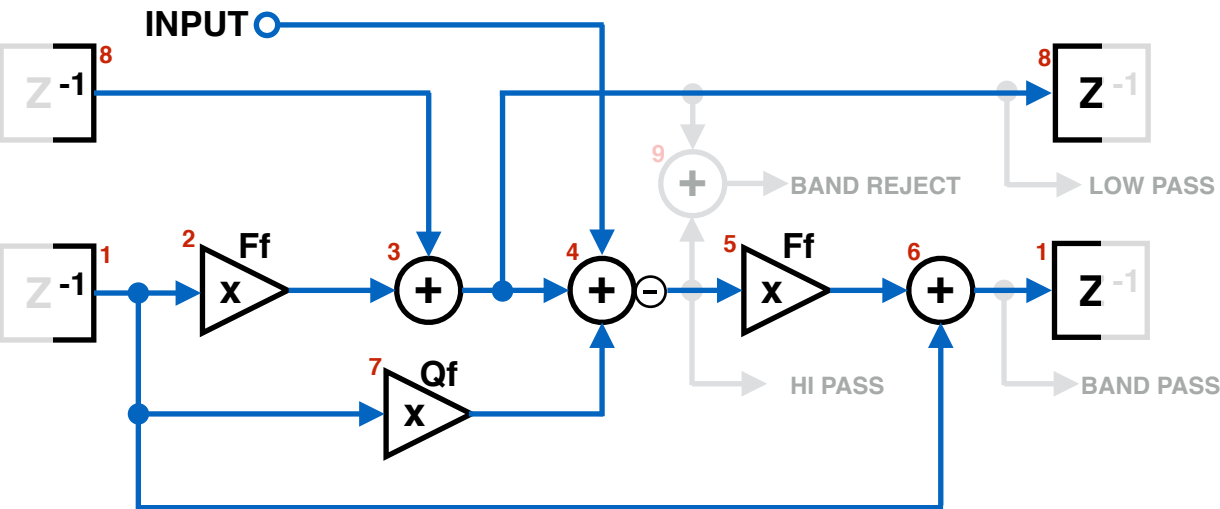 INPUT
8
Z -1
8
Z -1
9
+
BAND REJECT
LOW PASS
1
Z -1
2
Ff
x
3
+
4
+
-
5
Ff
x
6
+
1
Z -1
7
Qf
x
HI PASS
BAND PASS